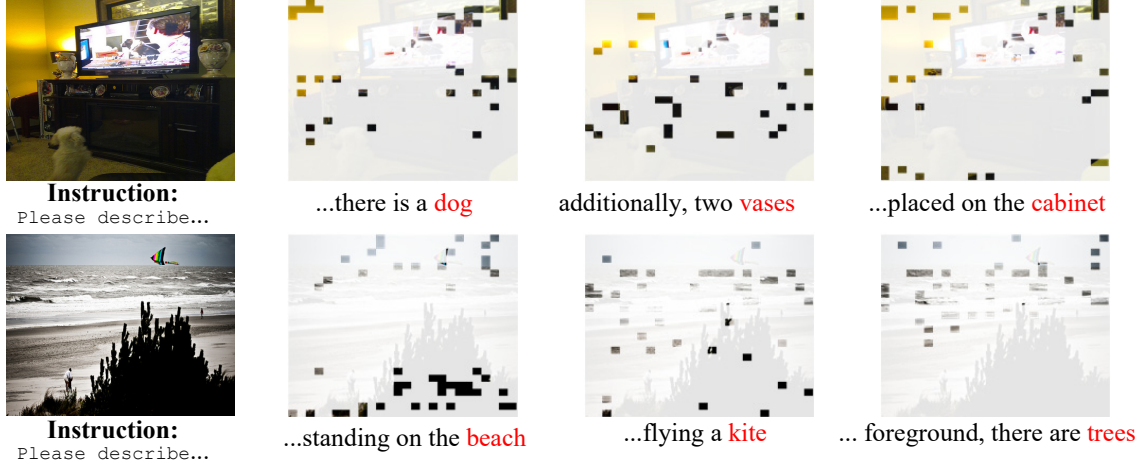 Instruction:
Please describe...
...there is a dog
additionally, two vases
...placed on the cabinet
Instruction:
Please describe...
...standing on the beach
...flying a kite
... foreground, there are trees